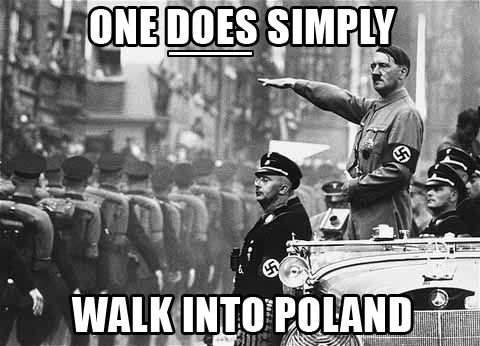 ONE DOES SIMPLY
WALK INTO POLAND